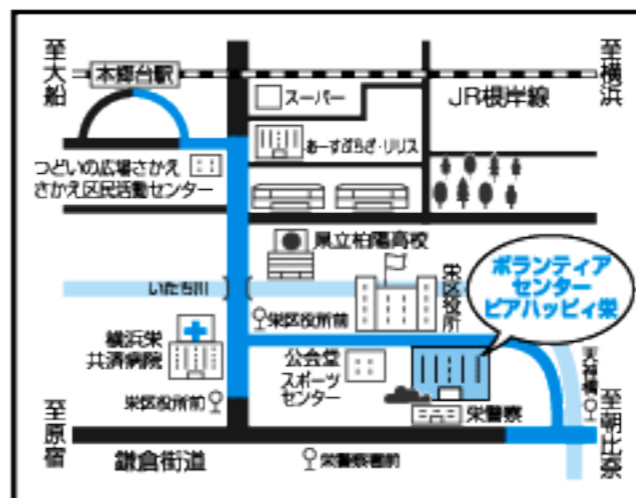 至大船
本郷台駅
至横浜
スーパー
JR根岸線
あーすぷらざ・リリス
つどいの広場さかえ
さかえ区民活動センター
県立柏陽高校
ボランティア
センター
ピアハッピィ栄
いたち川
栄区役所前
栄区役所
横浜栄
共済病院
公会堂
スポーツ
センター
天神橋
栄区役所前
栄警察
至原宿
至朝比奈
鎌倉街道
栄警察署前